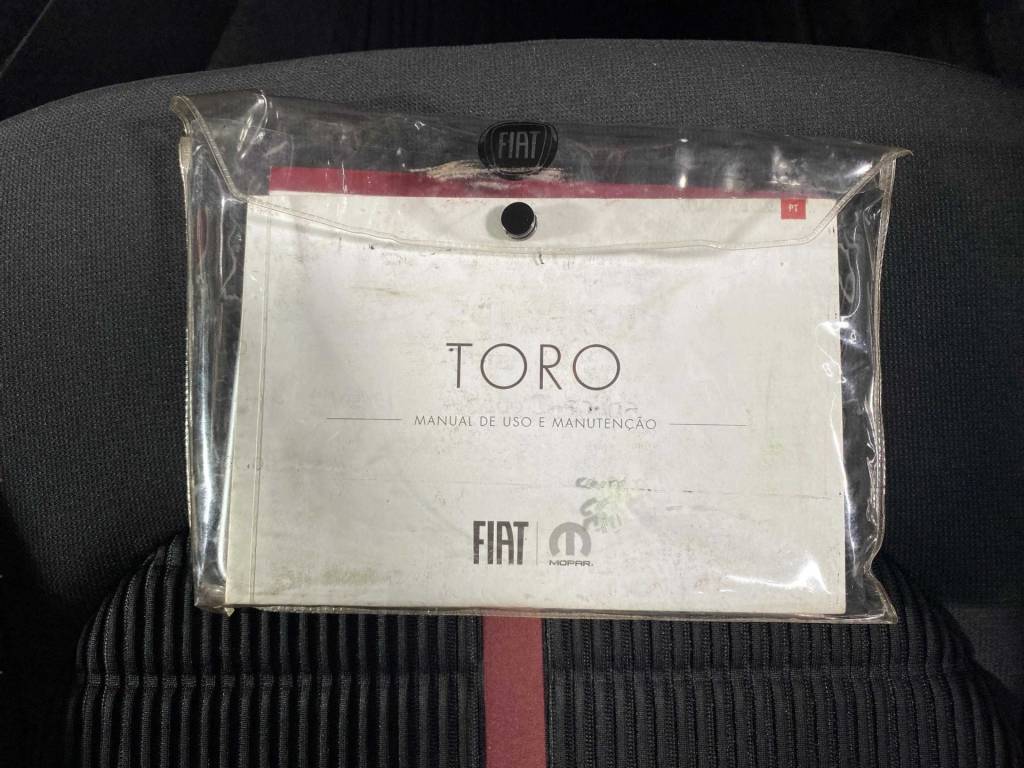 FIAT
PT
TORO
MANUAL DE USO E MANUTENÇÃO
FIAT
MOPAR